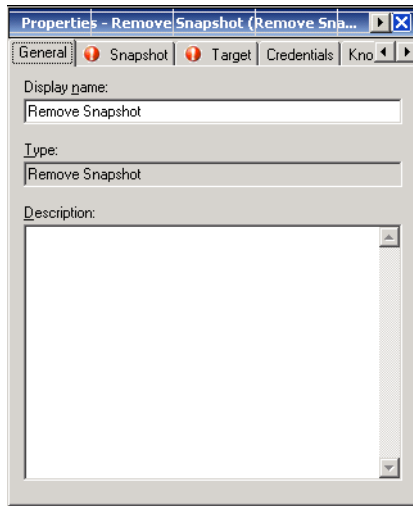 Properties - Remove Snapshot (Remove Sna...
General Snapshot Target Credentials Kno
Display name:
Remove Snapshot
Type:
Remove Snapshot
Description: